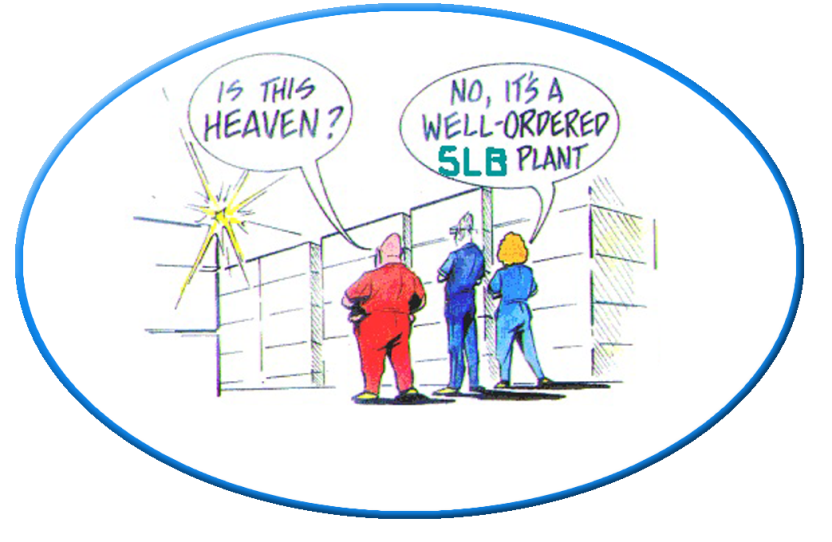 IS THIS
HEAVEN?
NO, IT'S A
WELL-ORDERED
SLB PLANT